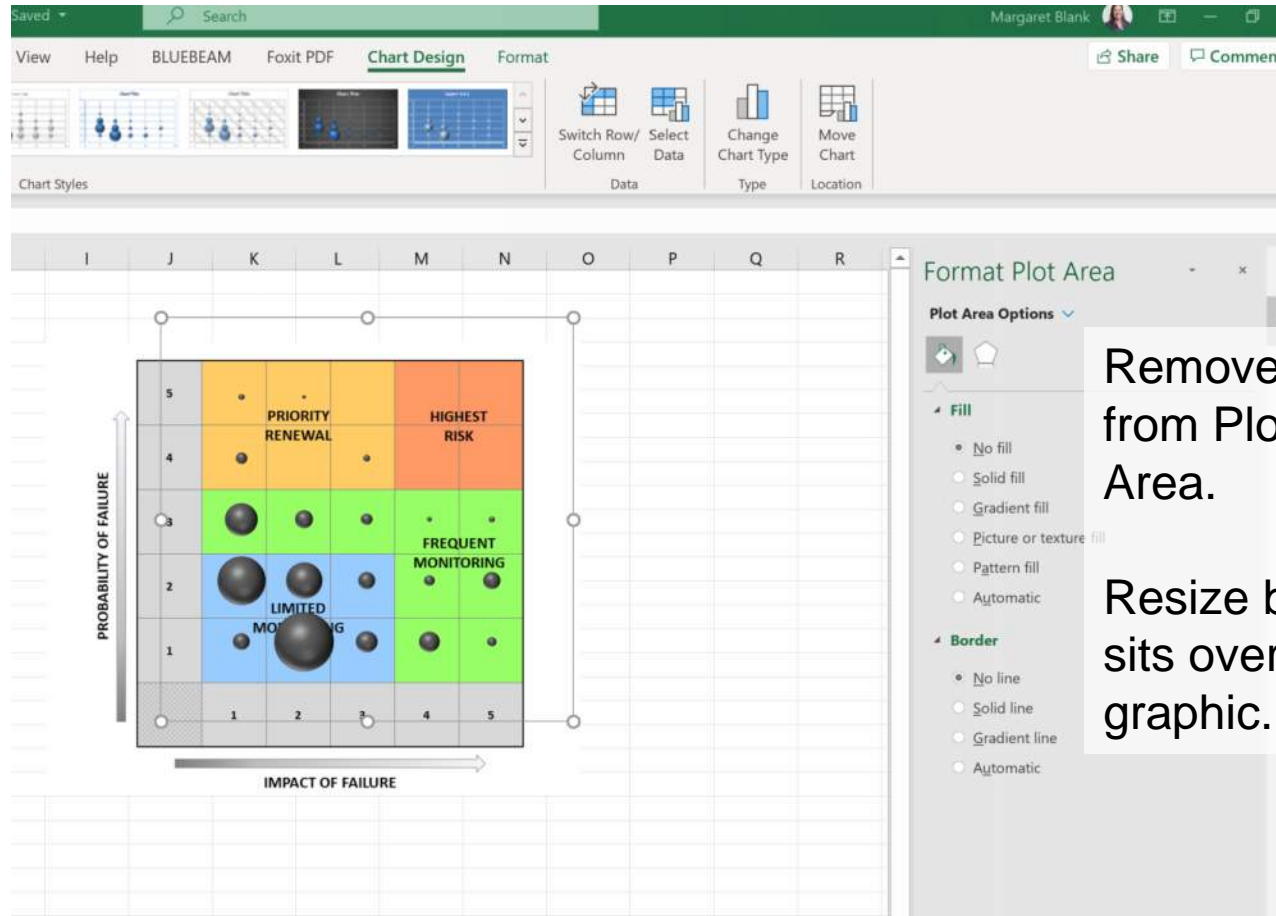 Saved
Search
Margaret Blank
View Help BLUEBEAM Foxit PDF Chart Design Format
Share
Commen
Switch Row/ Column
Select Data
Change Chart Type
Move Chart
Chart Styles
Data
Type
Location
I J K L M N O P Q R
Format Plot Area
Plot Area Options
Fill
No fill
Solid fill
Gradient fill
Picture or texture fill
Pattern fill
Automatic
Border
No line
Solid line
Gradient line
Automatic
Remove
from Plo
Area.
Resize b
sits over
graphic.
PROBABILITY OF FAILURE
5
4
3
2
1
PRIORITY
RENEWAL
HIGHEST
RISK
FREQUENT
MONITORING
LIMITED
MO G
1 2 3 4 5
IMPACT OF FAILURE